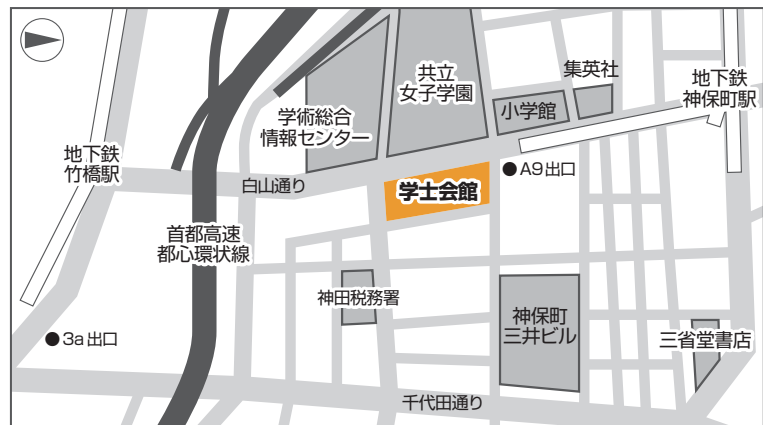 共立
女子学園
集英社
地下鉄
神保町駅
小学館
学術総合
情報センター
地下鉄
竹橋駅
A9出口
白山通り
学士会館
首都高速
都心環状線
神田税務署
神保町
三井ビル
3a出口
三省堂書店
千代田通り